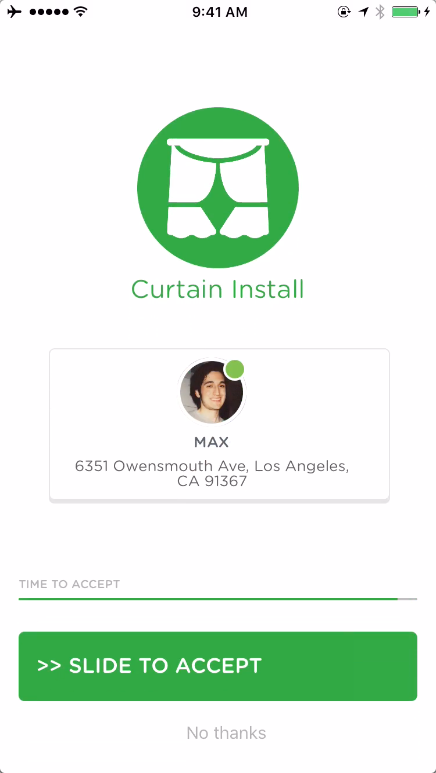 9:41 AM
Curtain Install
MAX
6351 Owensmouth Ave, Los Angeles,
CA 91367
TIME TO ACCEPT
>> SLIDE TO ACCEPT
No thanks